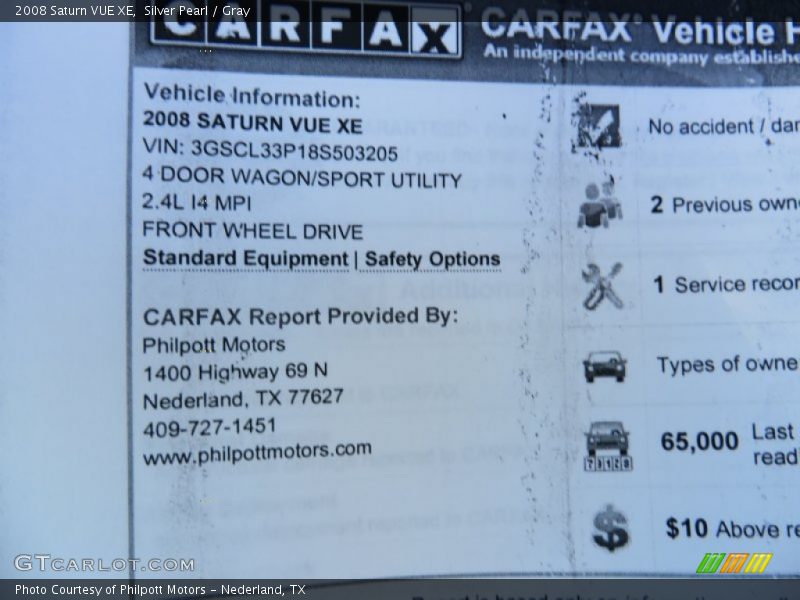 2008 Saturn VUE XE, Silver Pearl / Gray
CARFAX
CARFAX Vehicle H
An independent company establishe
Vehicle Information:
2008 SATURN VUE XE
VIN: 3GSCL33P18S503205
4 DOOR WAGON/SPORT UTILITY
2.4L I4 MPI
FRONT WHEEL DRIVE
Standard Equipment | Safety Options
CARFAX Report Provided By:
Philpott Motors
1400 Highway 69 N
Nederland, TX 77627
409-727-1451
www.philpottmotors.com
No accident / dam
2 Previous own
1 Service recor
Types of owne
65,000 Last
read
$10 Above re
GTCARLOT.COM
Photo Courtesy of Philpott Motors - Nederland, TX